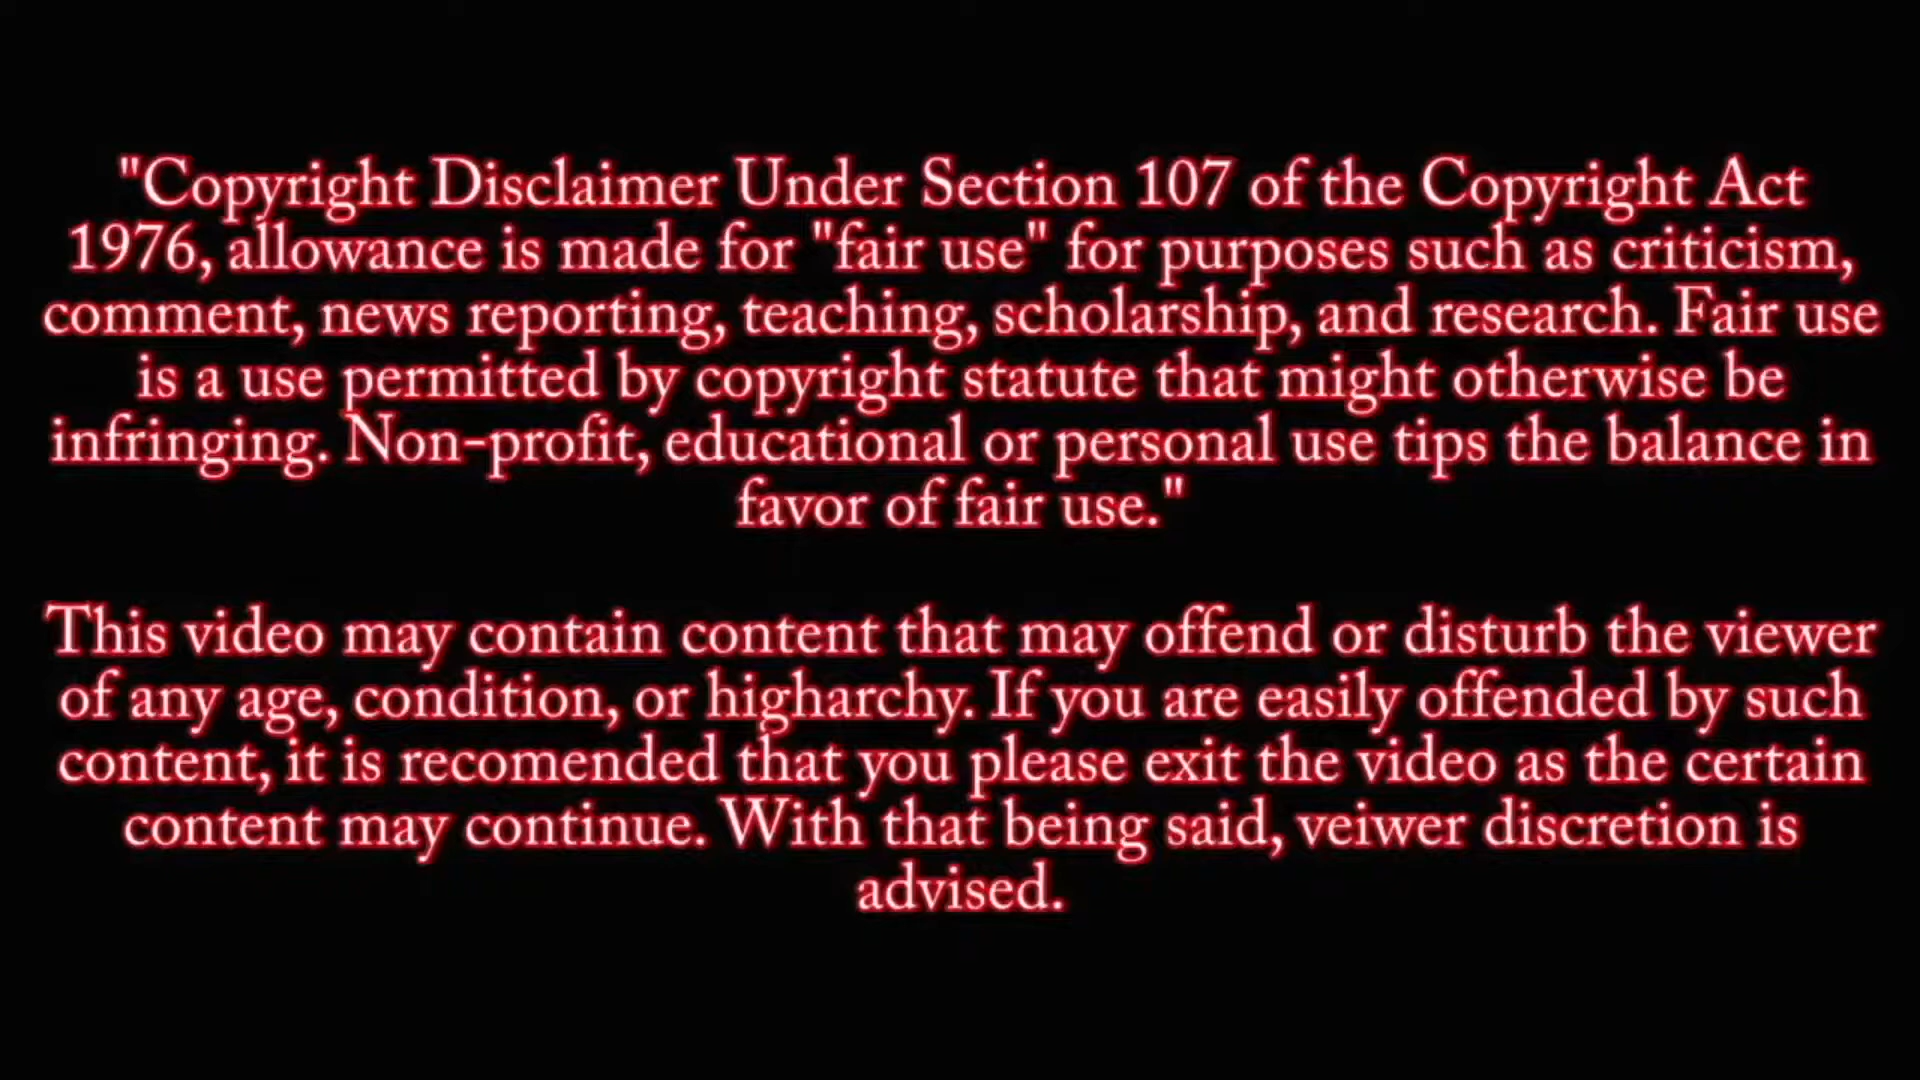 "Copyright Disclaimer Under Section 107 of the Copyright Act
1976, allowance is made for "fair use" for purposes such as criticism,
comment, news reporting, teaching, scholarship, and research. Fair use
is a use permitted by copyright statute that might otherwise be
infringing. Non-profit, educational or personal use tips the balance in
favor of fair use."
This video may contain content that may offend or disturb the viewer
of any age, condition, or higharchy. If you are easily offended by such
content, it is recomended that you please exit the video as the certain
content may continue. With that being said, veiwer discretion is
advised.